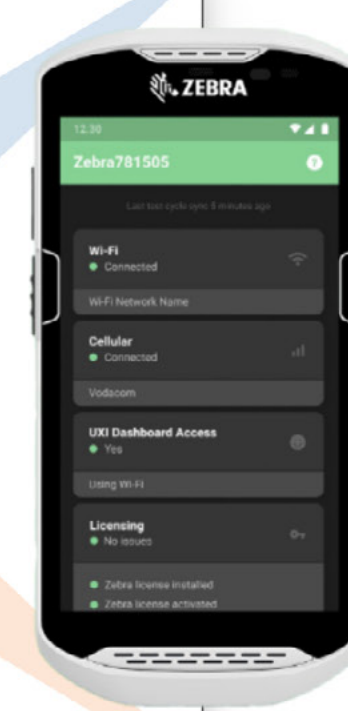 ZEBRA
12.30
Zebra781505
?
Last test cycle sync 5 minutes ago
Wi-Fi
Connected
Wi-Fi Network Name
Cellular
Connected
Vodacom
UXI Dashboard Access
Yes
Using Wi-Fi
Licensing
No issues
Zebra license installed
Zebra license activated